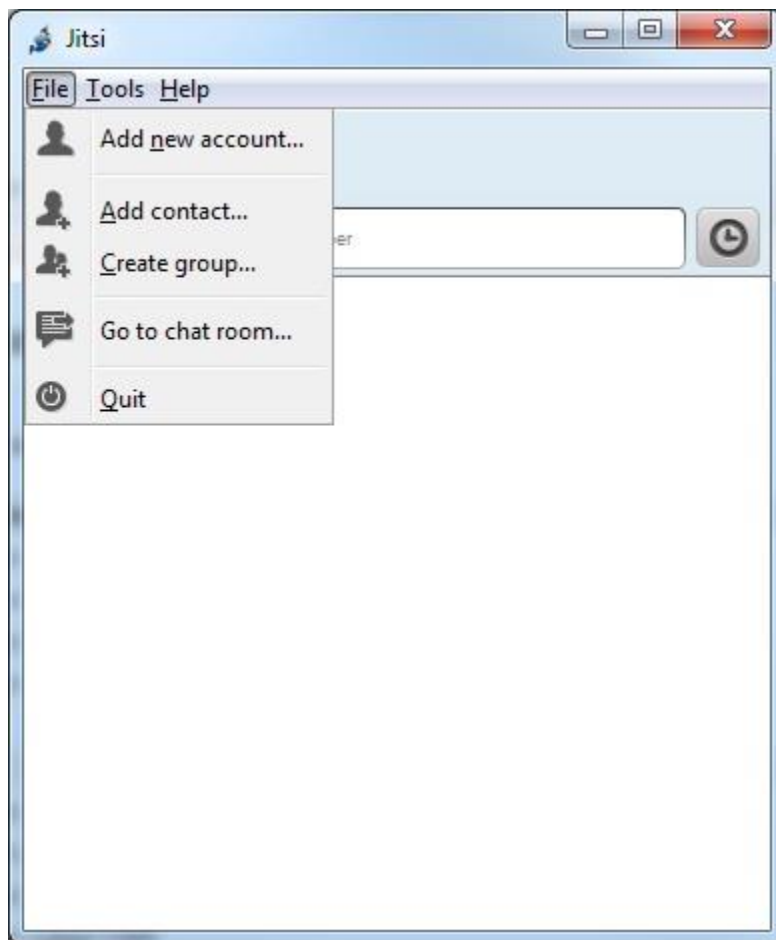 Jitsi
File Tools Help
Add new account...
Add contact...
Create group...
Go to chat room...
Quit